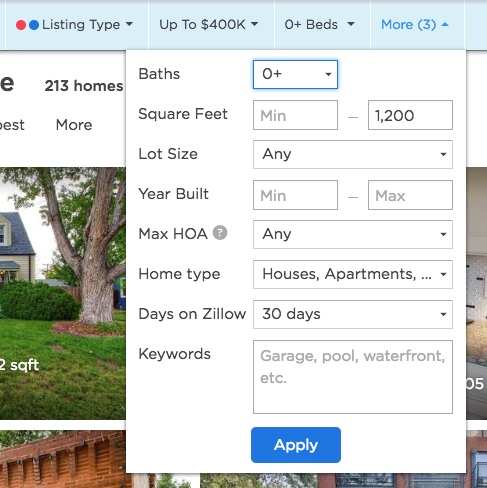 Listing Type Up To $400K 0+ Beds More (3)
213 homes
More
Baths 0+
Square Feet Min – 1,200
Lot Size Any
Year Built Min – Max
Max HOA ? Any
Home type Houses, Apartments, ...
Days on Zillow 30 days
2 sqft
Keywords Garage, pool, waterfront,
etc.
05
Apply